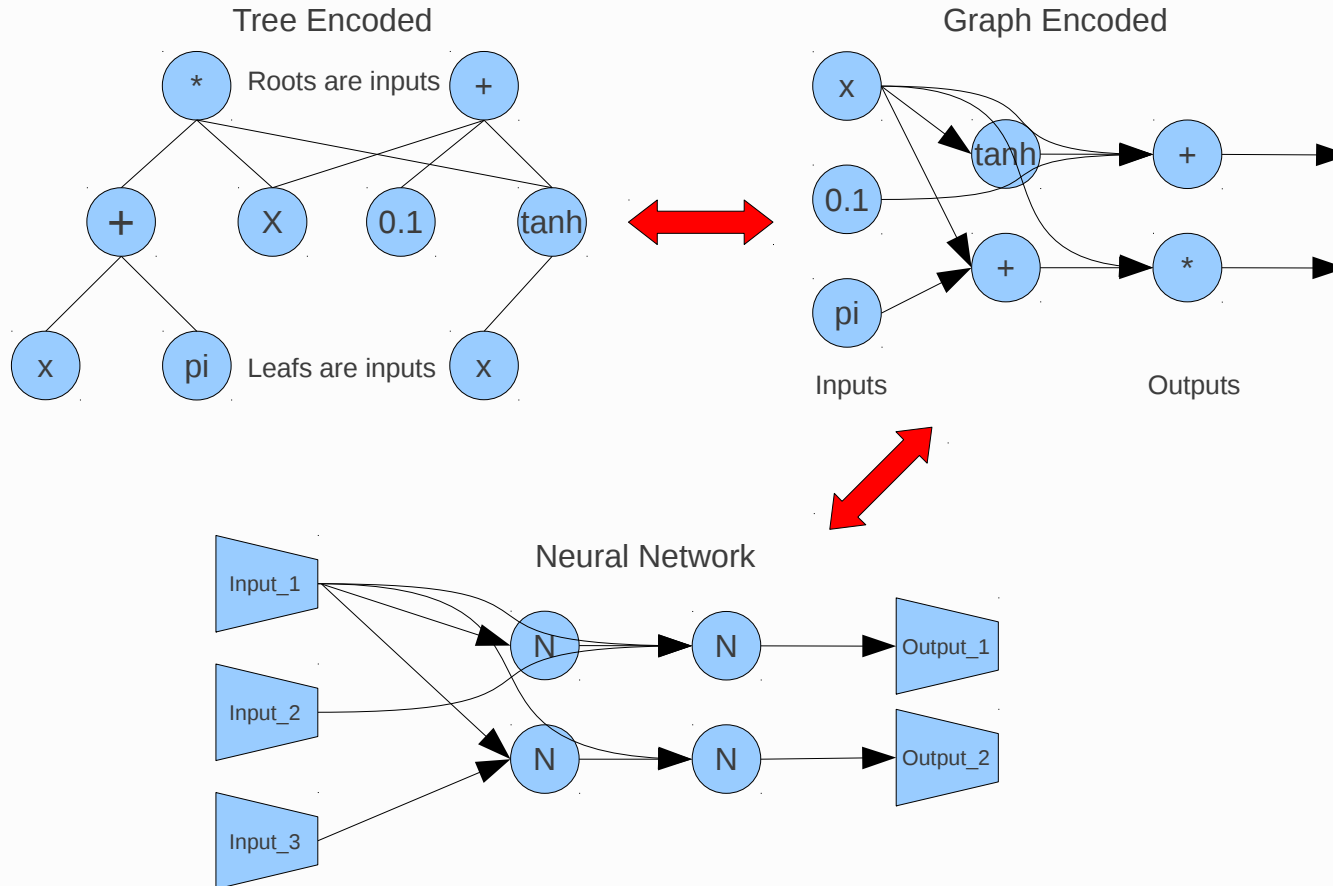 Tree Encoded
* Roots are inputs +
+ X 0.1 tanh
x pi Leafs are inputs x
Graph Encoded
x
tanh +
0.1
+ *
pi
Inputs Outputs
Neural Network
Input_1
N N Output_1
Input_2
N N Output_2
Input_3